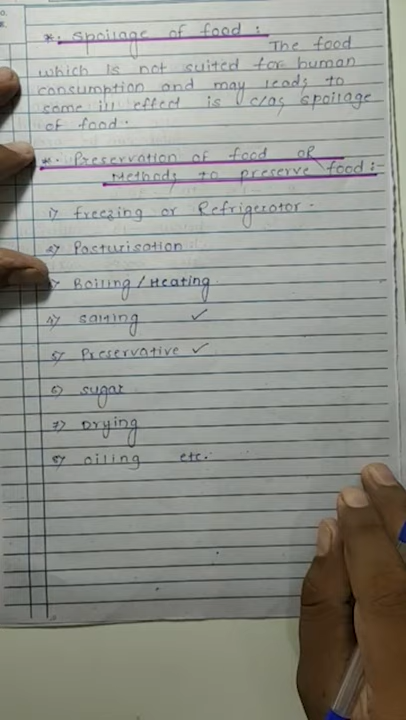 *. Spoilage of food :
The food
which is not suited for human
consumption and may leads to
some ill effect is c/as spoilage
of food.
*. Preservation of food or
Methods to preserve food:-
1) freezing or Refrigerator.
2) Pasturisation
3) Boiling / Heating.
4) salting ✓
5) Preservative ✓
6) sugar
7) Drying
8) oiling etc.